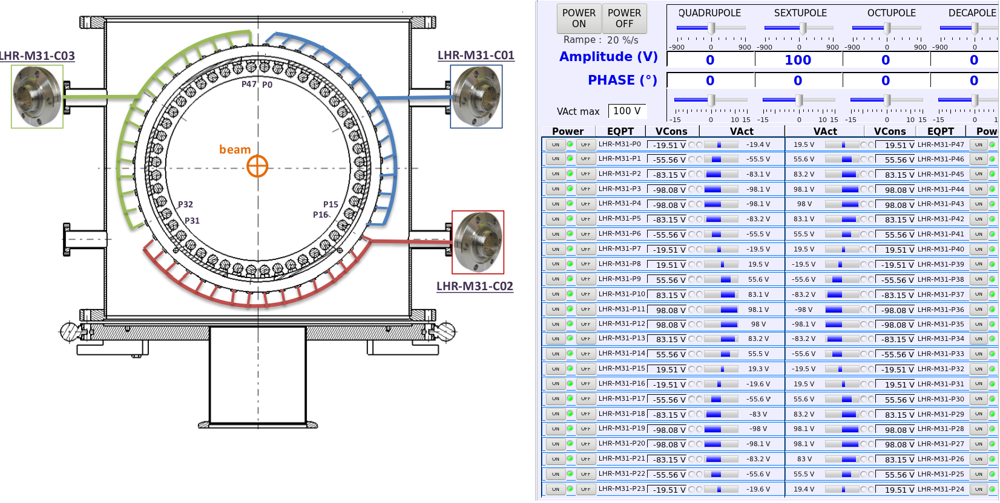 LHR-M31-C03
LHR-M31-C01
P47 P0
beam
P32
P31
P15
P16
LHR-M31-C02
POWER ON
POWER OFF
Rampe : 20 %/s
QUADRUPOLE SEXTUPOLE OCTUPOLE DECAPOLE
-900 0 900 -900 0 900 -900 0 900 -900 0
Amplitude (V) 0 100 0 0
PHASE (°) 0 0 0 0
VAct max 100 V
-15 0 10 15 -15 0 10 15 -15 0 10 15 -15 0 1
Power EQPT VCons VAct VAct VCons EQPT Pow
ON OFF LHR-M31-P0 -19.51 V -19.4 V 19.5 V 19.51 V LHR-M31-P47 ON
ON OFF LHR-M31-P1 -55.56 V -55.5 V 55.6 V 55.56 V LHR-M31-P46 ON
ON OFF LHR-M31-P2 -83.15 V -83.1 V 83.2 V 83.15 V LHR-M31-P45 ON
ON OFF LHR-M31-P3 -98.08 V -98.1 V 98.1 V 98.08 V LHR-M31-P44 ON
ON OFF LHR-M31-P4 -98.08 V -98.1 V 98 V 98.08 V LHR-M31-P43 ON
ON OFF LHR-M31-P5 -83.15 V -83.2 V 83.1 V 83.15 V LHR-M31-P42 ON
ON OFF LHR-M31-P6 -55.56 V -55.5 V 55.5 V 55.56 V LHR-M31-P41 ON
ON OFF LHR-M31-P7 -19.51 V -19.5 V 19.5 V 19.51 V LHR-M31-P40 ON
ON OFF LHR-M31-P8 19.51 V 19.5 V -19.5 V -19.51 V LHR-M31-P39 ON
ON OFF LHR-M31-P9 55.56 V 55.6 V -55.6 V -55.56 V LHR-M31-P38 ON
ON OFF LHR-M31-P10 83.15 V 83.1 V -83.2 V -83.15 V LHR-M31-P37 ON
ON OFF LHR-M31-P11 98.08 V 98.1 V -98 V -98.08 V LHR-M31-P36 ON
ON OFF LHR-M31-P12 98.08 V 98 V -98.1 V -98.08 V LHR-M31-P35 ON
ON OFF LHR-M31-P13 83.15 V 83.2 V -83.2 V -83.15 V LHR-M31-P34 ON
ON OFF LHR-M31-P14 55.56 V 55.5 V -55.6 V -55.56 V LHR-M31-P33 ON
ON OFF LHR-M31-P15 19.51 V 19.3 V -19.5 V -19.51 V LHR-M31-P32 ON
ON OFF LHR-M31-P16 -19.51 V -19.6 V 19.5 V 19.51 V LHR-M31-P31 ON
ON OFF LHR-M31-P17 -55.56 V -55.6 V 55.6 V 55.56 V LHR-M31-P30 ON
ON OFF LHR-M31-P18 -83.15 V -83 V 83.2 V 83.15 V LHR-M31-P29 ON
ON OFF LHR-M31-P19 -98.08 V -98 V 98.1 V 98.08 V LHR-M31-P28 ON
ON OFF LHR-M31-P20 -98.08 V -98.1 V 98.1 V 98.08 V LHR-M31-P27 ON
ON OFF LHR-M31-P21 -83.15 V -83.2 V 83 V 83.15 V LHR-M31-P26 ON
ON OFF LHR-M31-P22 -55.56 V -55.6 V 55.5 V 55.56 V LHR-M31-P25 ON
ON OFF LHR-M31-P23 -19.51 V -19.6 V 19.4 V 19.51 V LHR-M31-P24 ON